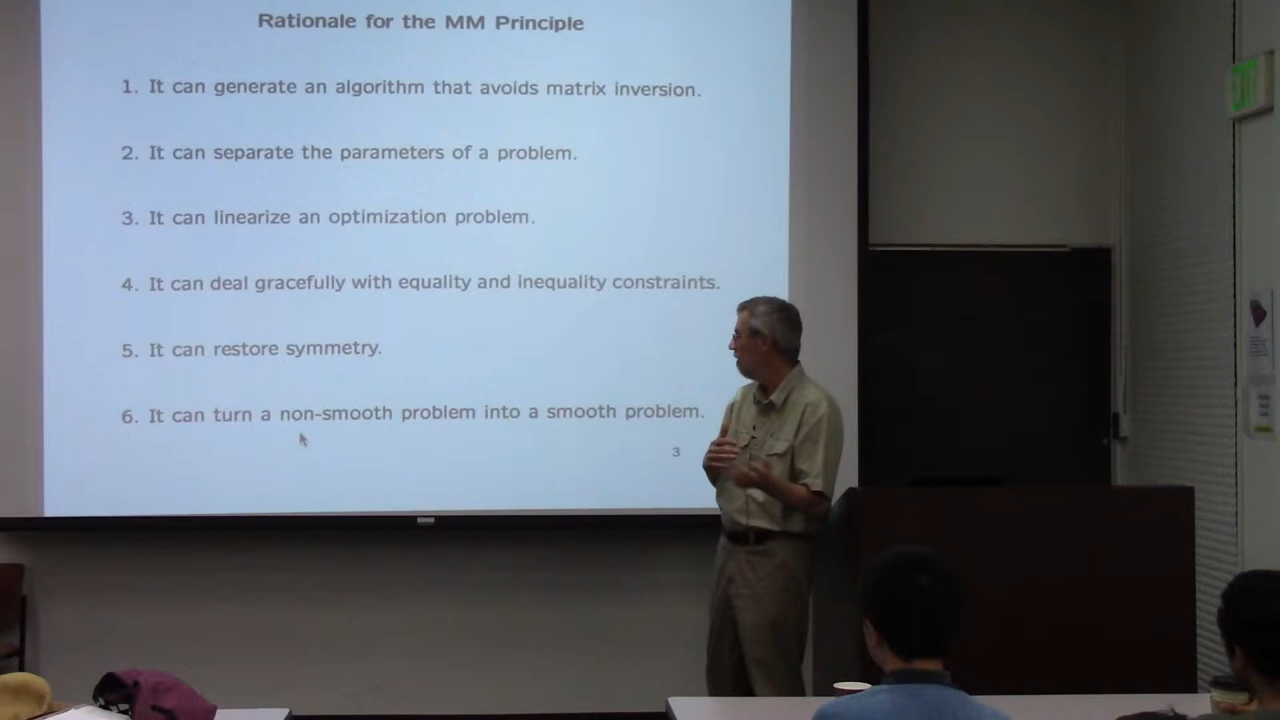 Rationale for the MM Principle
1. It can generate an algorithm that avoids matrix inversion.
2. It can separate the parameters of a problem.
3. It can linearize an optimization problem.
4. It can deal gracefully with equality and inequality constraints.
5. It can restore symmetry.
6. It can turn a non-smooth problem into a smooth problem.
3
EXIT